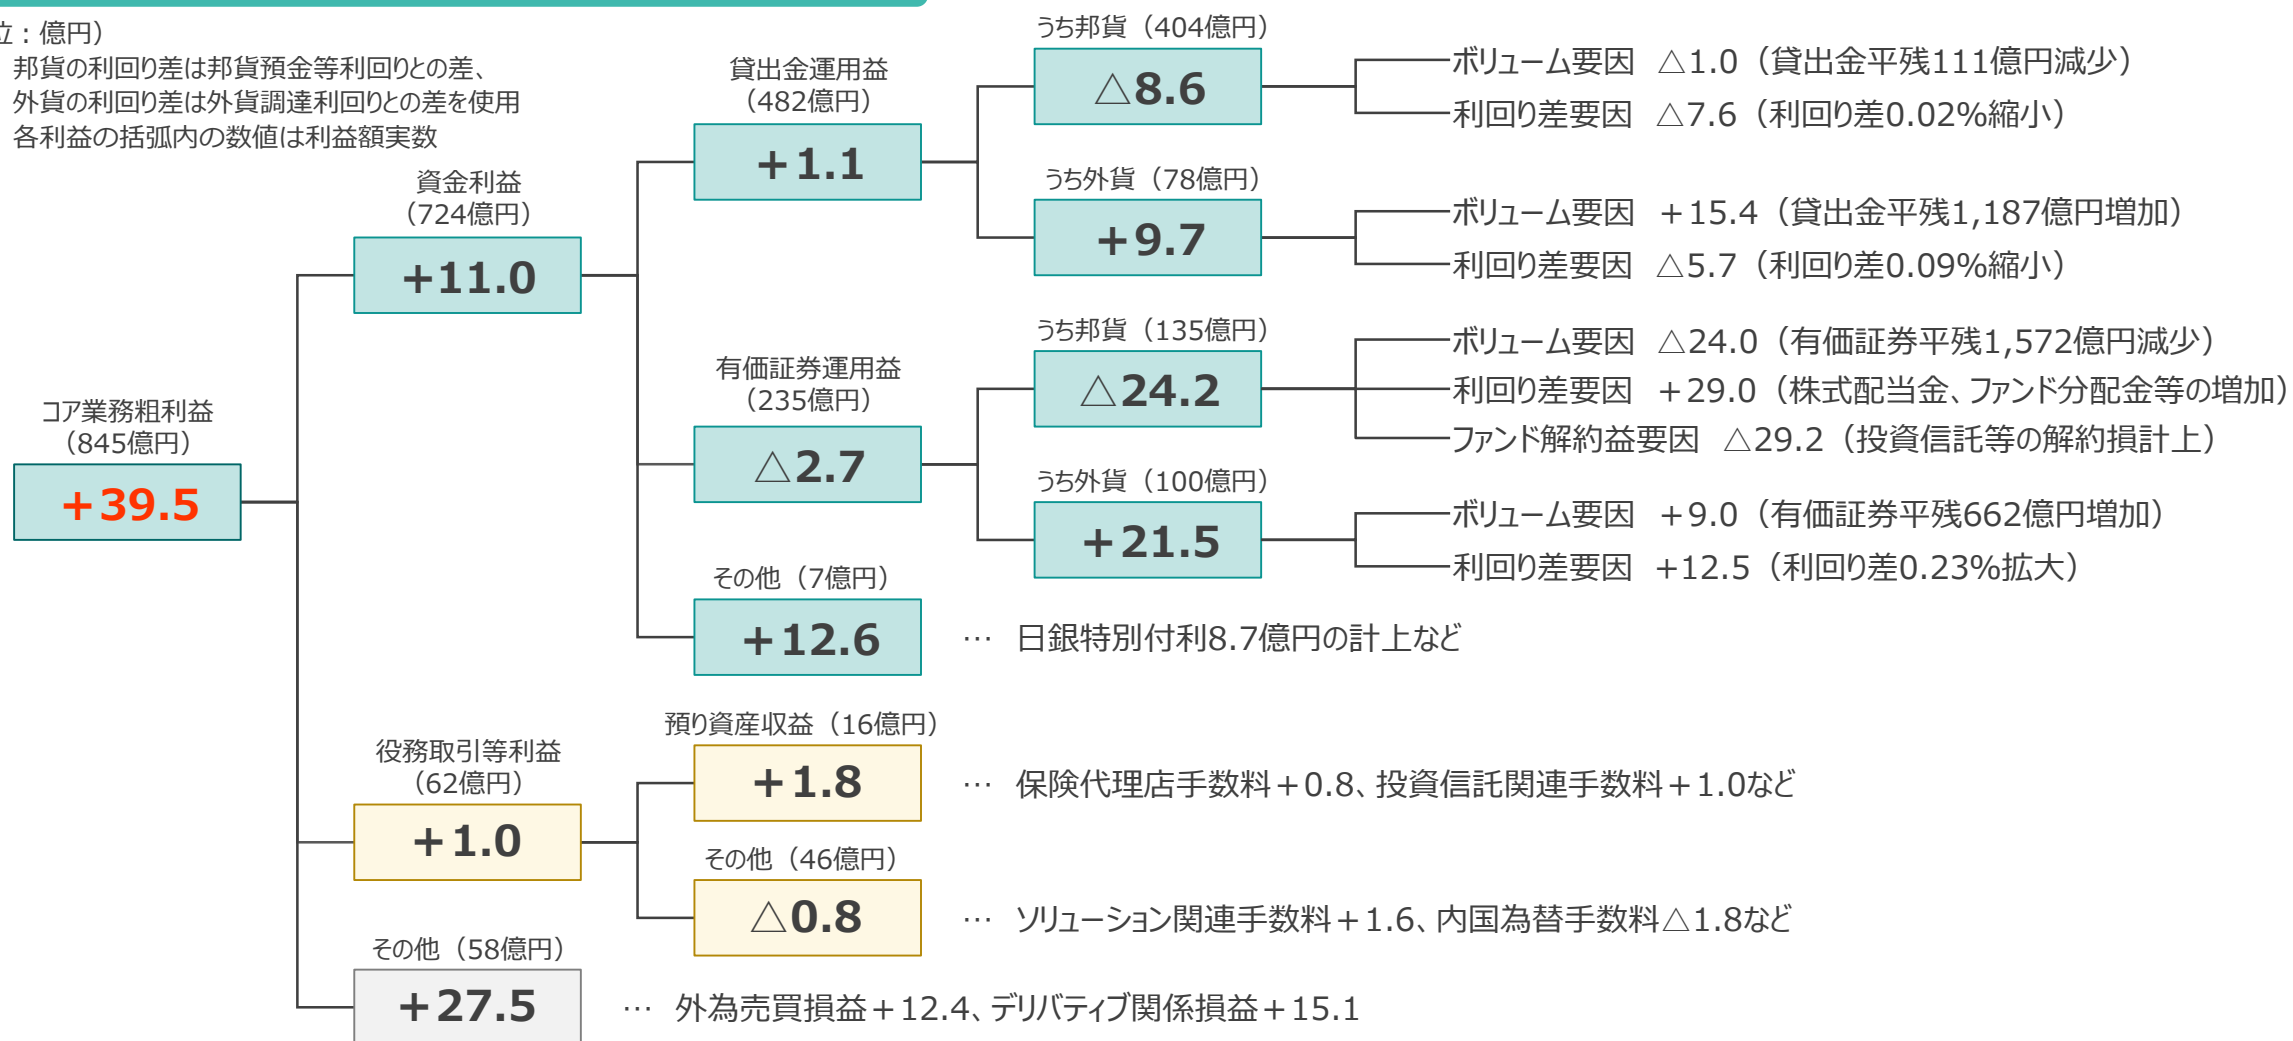 位：億円）
邦貨の利回り差は邦貨預金等利回りとの差、
外貨の利回り差は外貨調達利回りとの差を使用
各利益の括弧内の数値は利益額実数
コア業務粗利益
（845億円）
＋39.5
資金利益
（724億円）
+11.0
貸出金運用益
（482億円）
＋1.1
うち邦貨（404億円）
△8.6
ボリューム要因　△1.0（貸出金平残111億円減少）
利回り差要因　△7.6（利回り差0.02%縮小）
うち外貨（78億円）
＋9.7
ボリューム要因　＋15.4（貸出金平残1,187億円増加）
利回り差要因　△5.7（利回り差0.09%縮小）
有価証券運用益
（235億円）
△2.7
うち邦貨（135億円）
△24.2
ボリューム要因　△24.0（有価証券平残1,572億円減少）
利回り差要因　＋29.0（株式配当金、ファンド分配金等の増加）
ファンド解約益要因　△29.2（投資信託等の解約損計上）
うち外貨（100億円）
＋21.5
ボリューム要因　＋9.0（有価証券平残662億円増加）
利回り差要因　+12.5（利回り差0.23%拡大）
その他（7億円）
＋12.6
…　日銀特別付利8.7億円の計上など
役務取引等利益
（62億円）
＋1.0
預り資産収益（16億円）
＋1.8
…　保険代理店手数料＋0.8、投資信託関連手数料＋1.0など
その他（46億円）
△0.8
…　ソリューション関連手数料＋1.6、内国為替手数料△1.8など
その他（58億円）
＋27.5
…　外為売買損益＋12.4、デリバティブ関係損益＋15.1